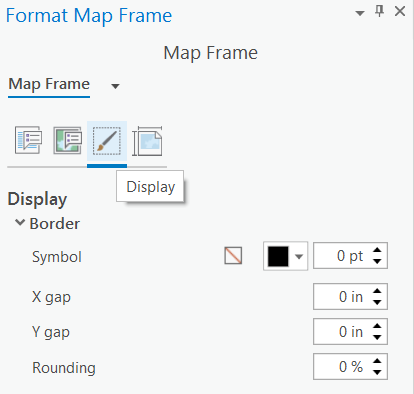 Format Map Frame
Map Frame
Map Frame
Display
Display
Border
Symbol 0 pt
X gap 0 in
Y gap 0 in
Rounding 0 %